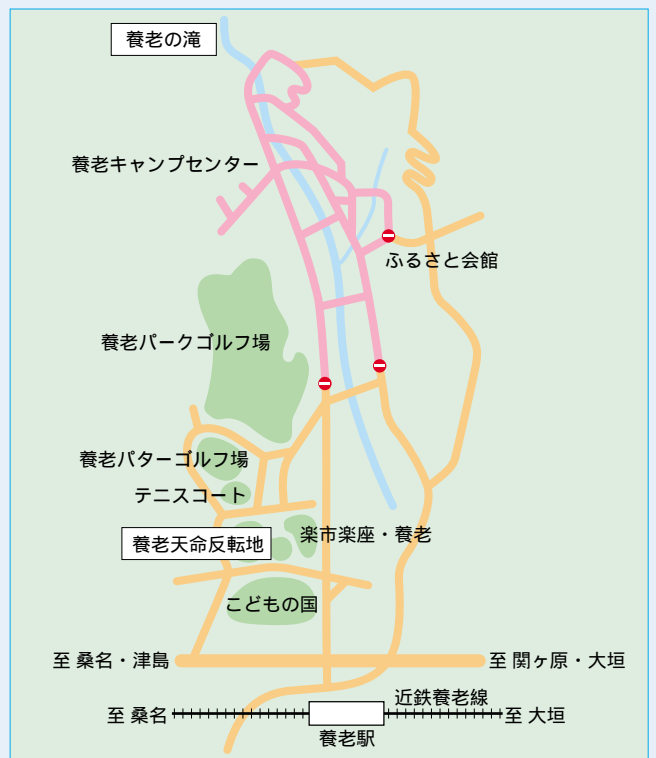 養老の滝
養老キャンプセンター
ふるさと会館
養老パークゴルフ場
養老パターゴルフ場
テニスコート
楽市楽座・養老
養老天命反転地
こどもの国
至 桑名・津島
至 関ヶ原・大垣
近鉄養老線
至 桑名
至 大垣
養老駅